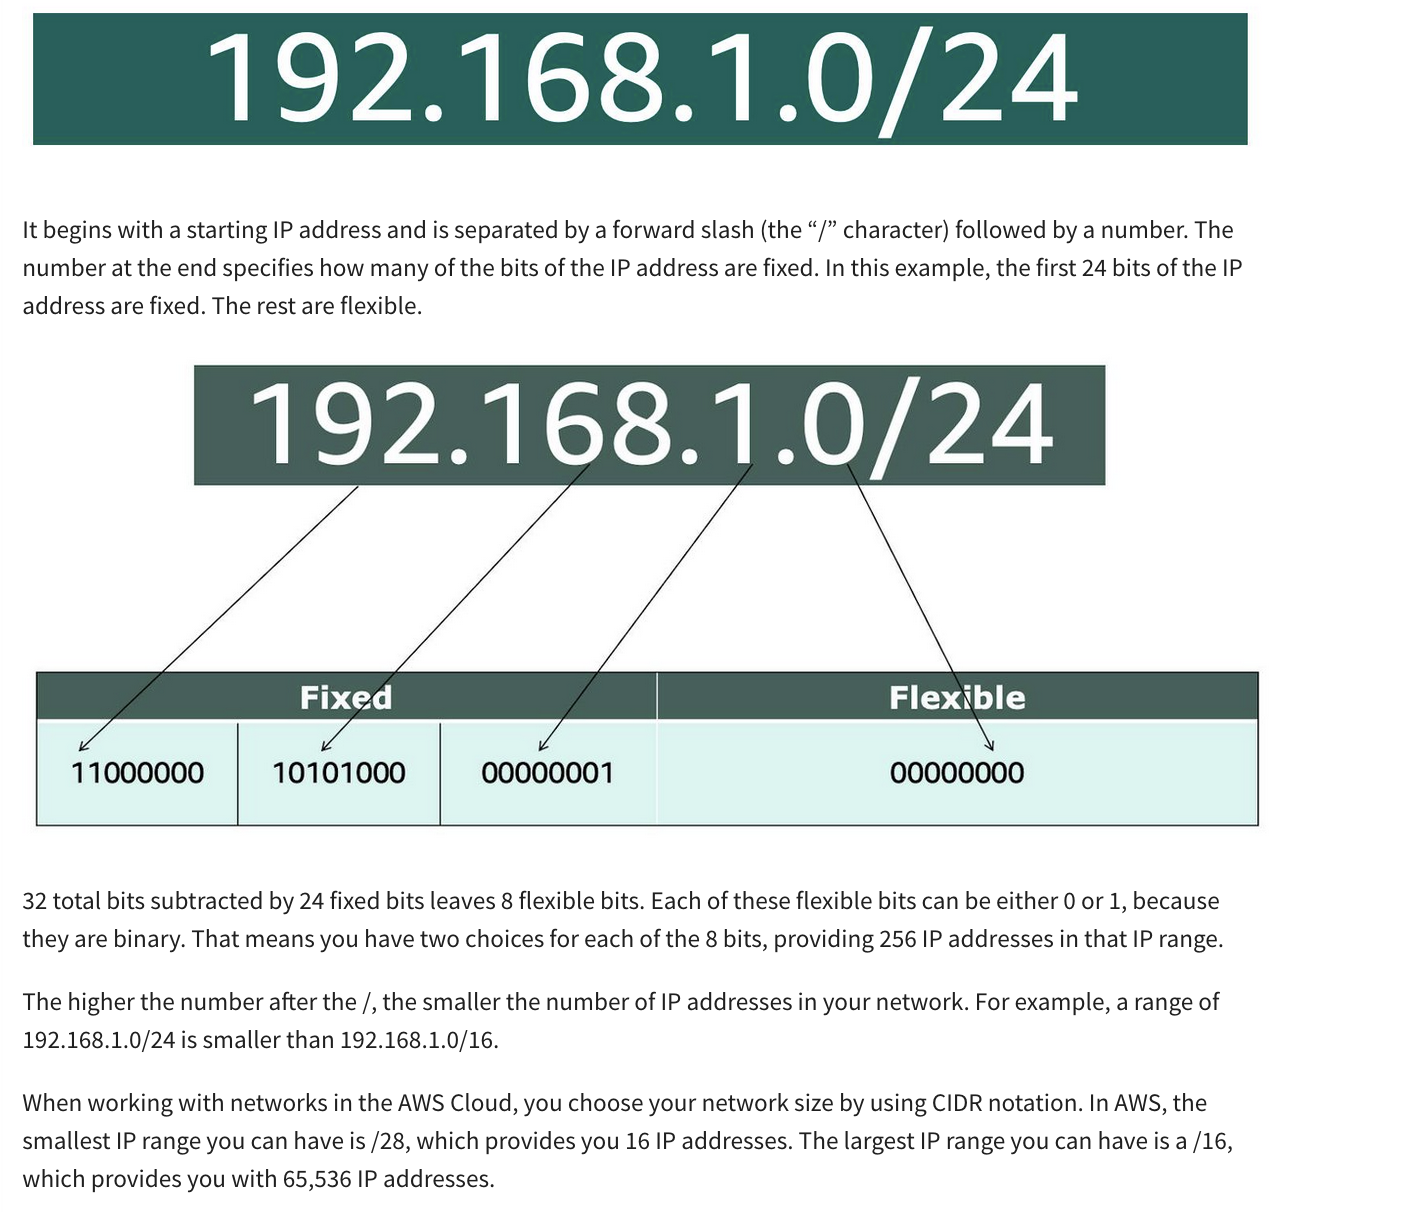 192.168.1.0/24
It begins with a starting IP address and is separated by a forward slash (the “/” character) followed by a number. The
number at the end specifies how many of the bits of the IP address are fixed. In this example, the first 24 bits of the IP
address are fixed. The rest are flexible.
192.168.1.0/24
Fixed Flexible
11000000 10101000 00000001 00000000
32 total bits subtracted by 24 fixed bits leaves 8 flexible bits. Each of these flexible bits can be either 0 or 1, because
they are binary. That means you have two choices for each of the 8 bits, providing 256 IP addresses in that IP range.
The higher the number after the /, the smaller the number of IP addresses in your network. For example, a range of
192.168.1.0/24 is smaller than 192.168.1.0/16.
When working with networks in the AWS Cloud, you choose your network size by using CIDR notation. In AWS, the
smallest IP range you can have is /28, which provides you 16 IP addresses. The largest IP range you can have is a /16,
which provides you with 65,536 IP addresses.